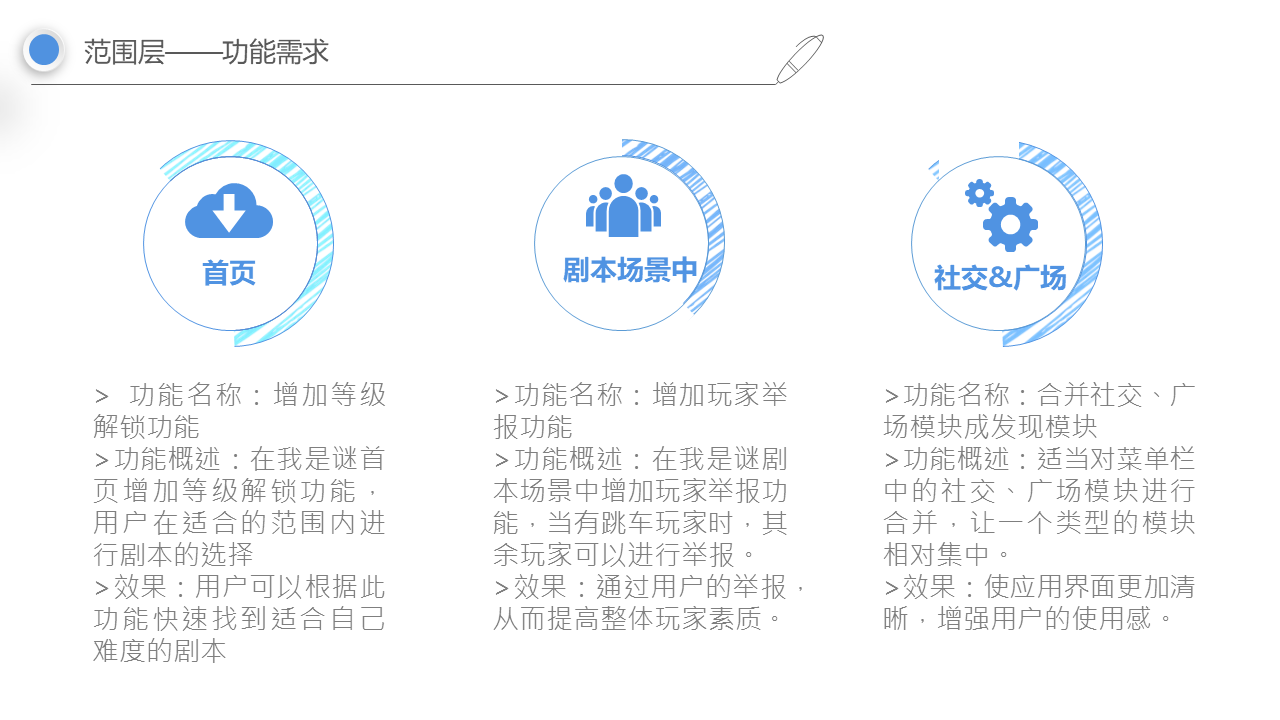 范围层——功能需求
首页
剧本场景中
社交&广场
> 功能名称：增加等级
解锁功能
>功能概述：在我是谜首
页增加等级解锁功能，
用户在适合的范围内进
行剧本的选择
>效果：用户可以根据此
功能快速找到适合自己
难度的剧本
>功能名称：增加玩家举
报功能
>功能概述：在我是谜剧
本场景中增加玩家举报功
能，当有跳车玩家时，其
余玩家可以进行举报。
>效果：通过用户的举报，
从而提高整体玩家素质。
>功能名称：合并社交、广
场模块成发现模块
>功能概述：适当对菜单栏
中的社交、广场模块进行
合并，让一个类型的模块
相对集中。
>效果：使应用界面更加清
晰，增强用户的使用感。